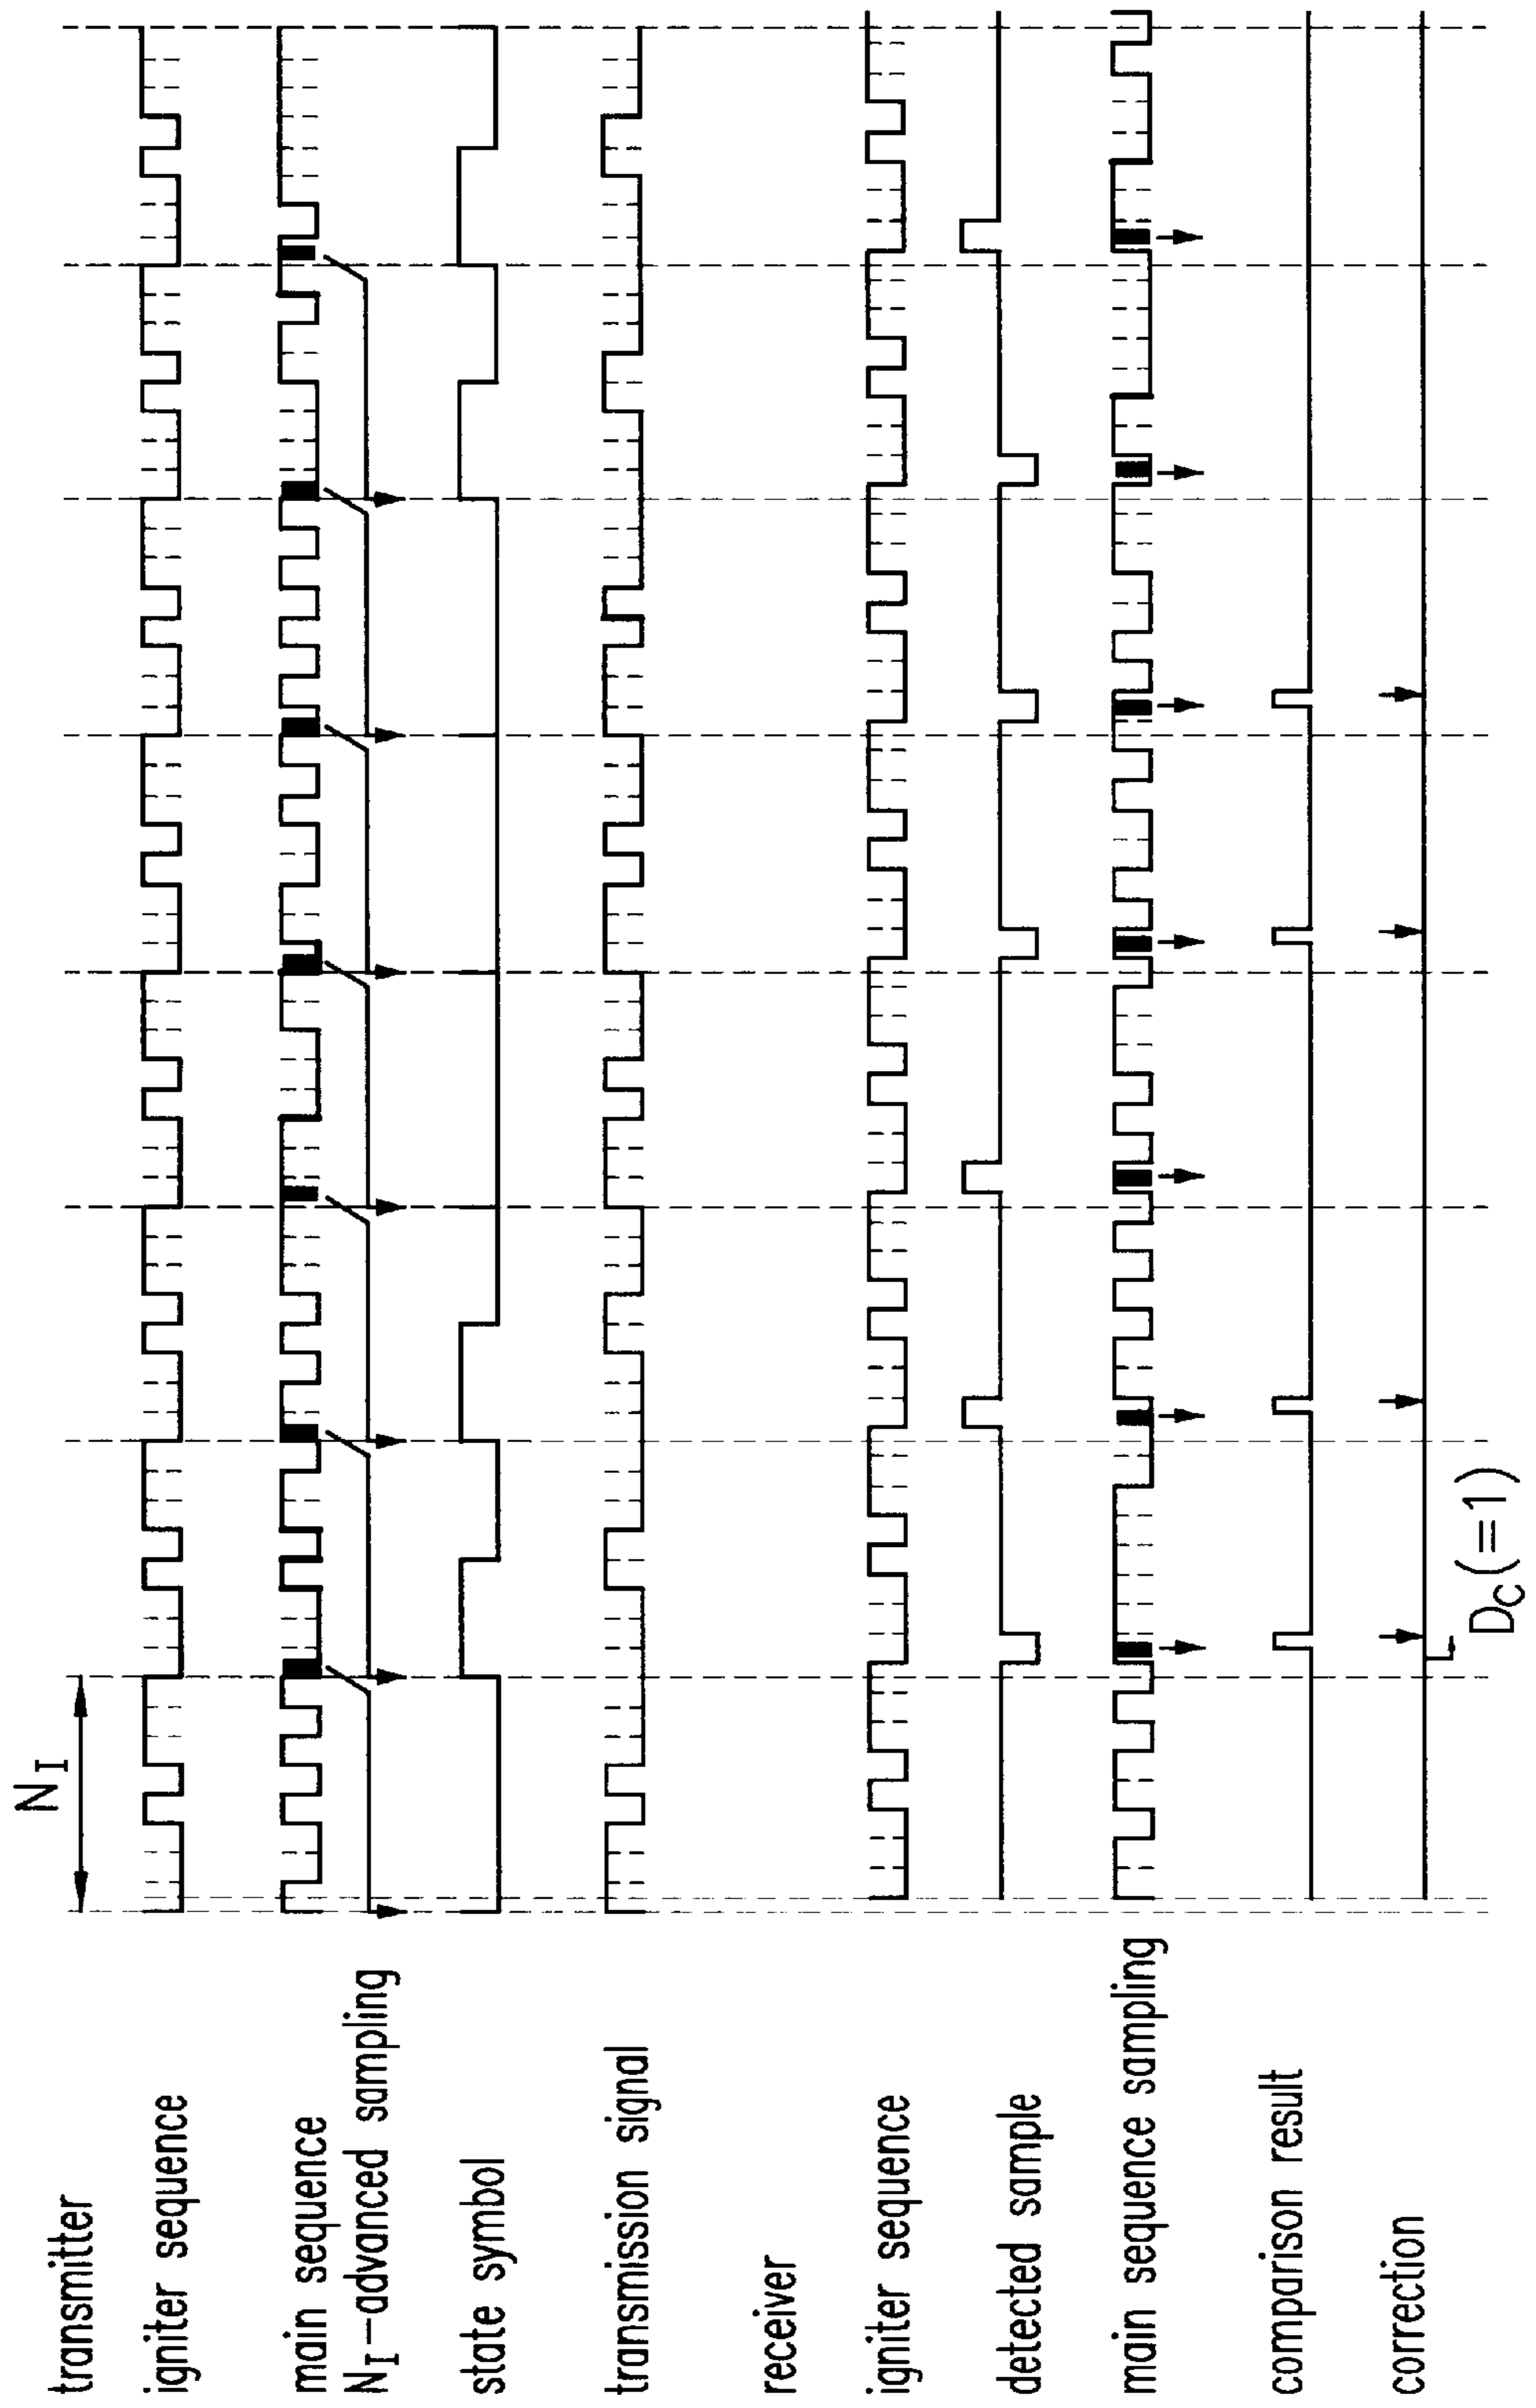 N_I
transmitter
igniter sequence
main sequence
N_I-advanced sampling
state symbol
transmission signal
receiver
igniter sequence
detected sample
main sequence sampling
comparison result
correction
D_C(=1)